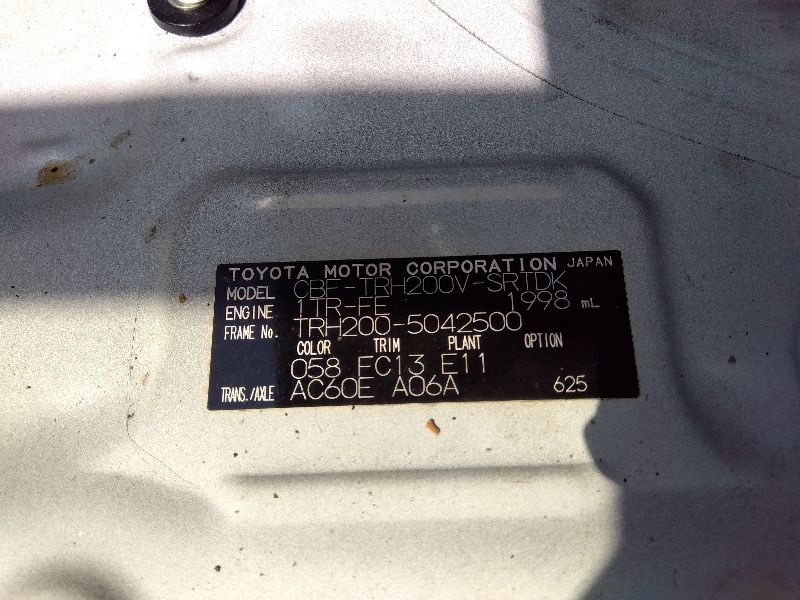 TOYOTA MOTOR CORPORATION JAPAN
MODEL CBF-TRH200V-SRTDK
ENGINE 1TR-FE 1998 mL
FRAME No. TRH200-5042500
COLOR TRIM PLANT OPTION
058 FC13 E11
TRANS./AXLE AC60E A06A 625